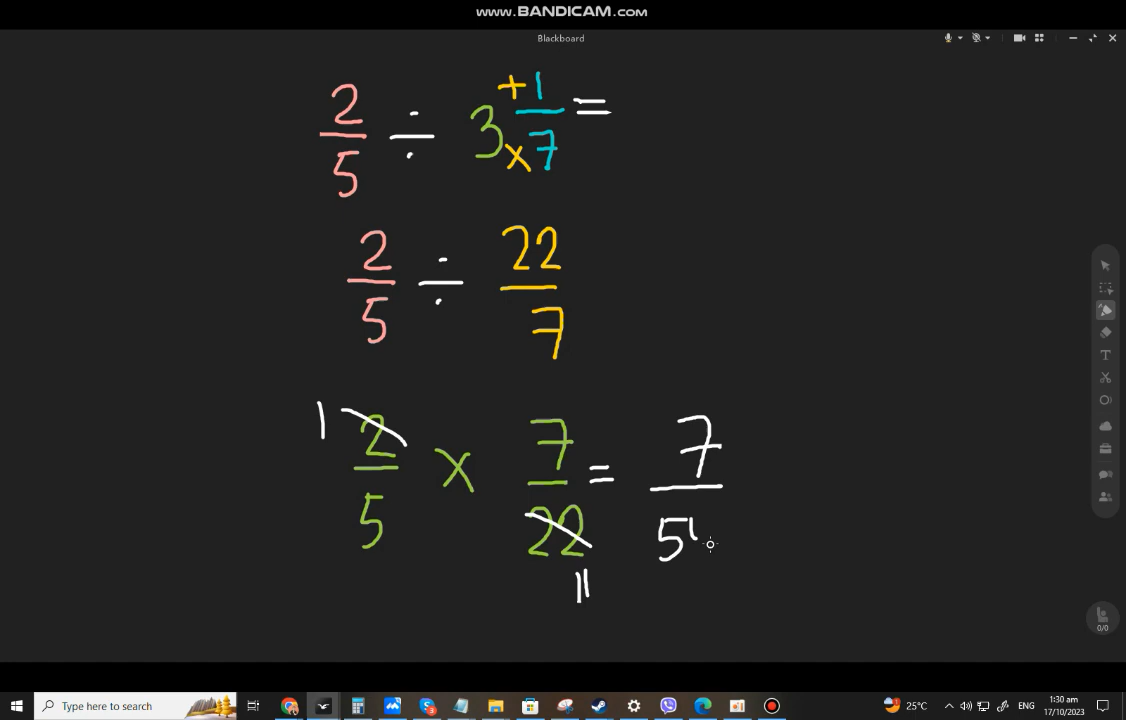 www.BANDICAM.com
Blackboard
2/5 ÷ 3 + 1/7 x =
2/5 ÷ 22/7
1 2/5 x 7/22 = 7/5
11
0/0
Type here to search
25°C
ENG
1:30 am
17/10/2023